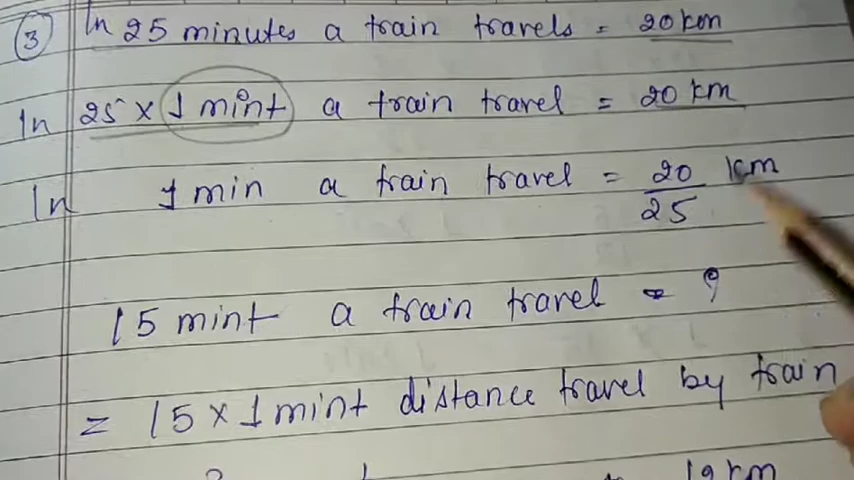 ③ In 25 minutes a train travels = 20 km
In 25 × 1 mint a train travel = 20 km
In 1 min a train travel = 20/25 km
15 mint a train travel = ?
= 15 × 1 mint distance travel by train